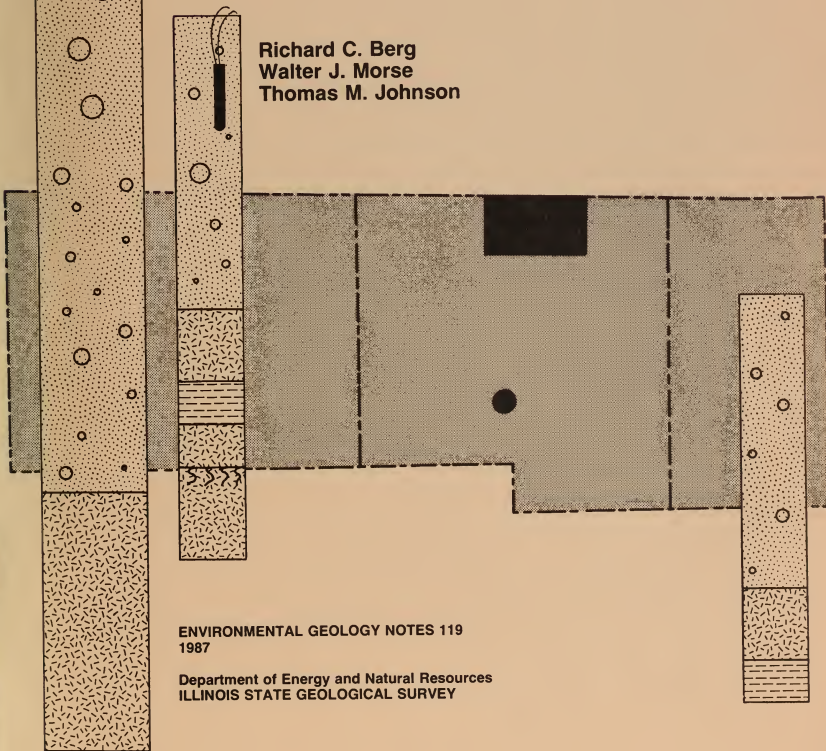 Richard C. Berg
Walter J. Morse
Thomas M. Johnson
ENVIRONMENTAL GEOLOGY NOTES 119
1987
Department of Energy and Natural Resources
ILLINOIS STATE GEOLOGICAL SURVEY